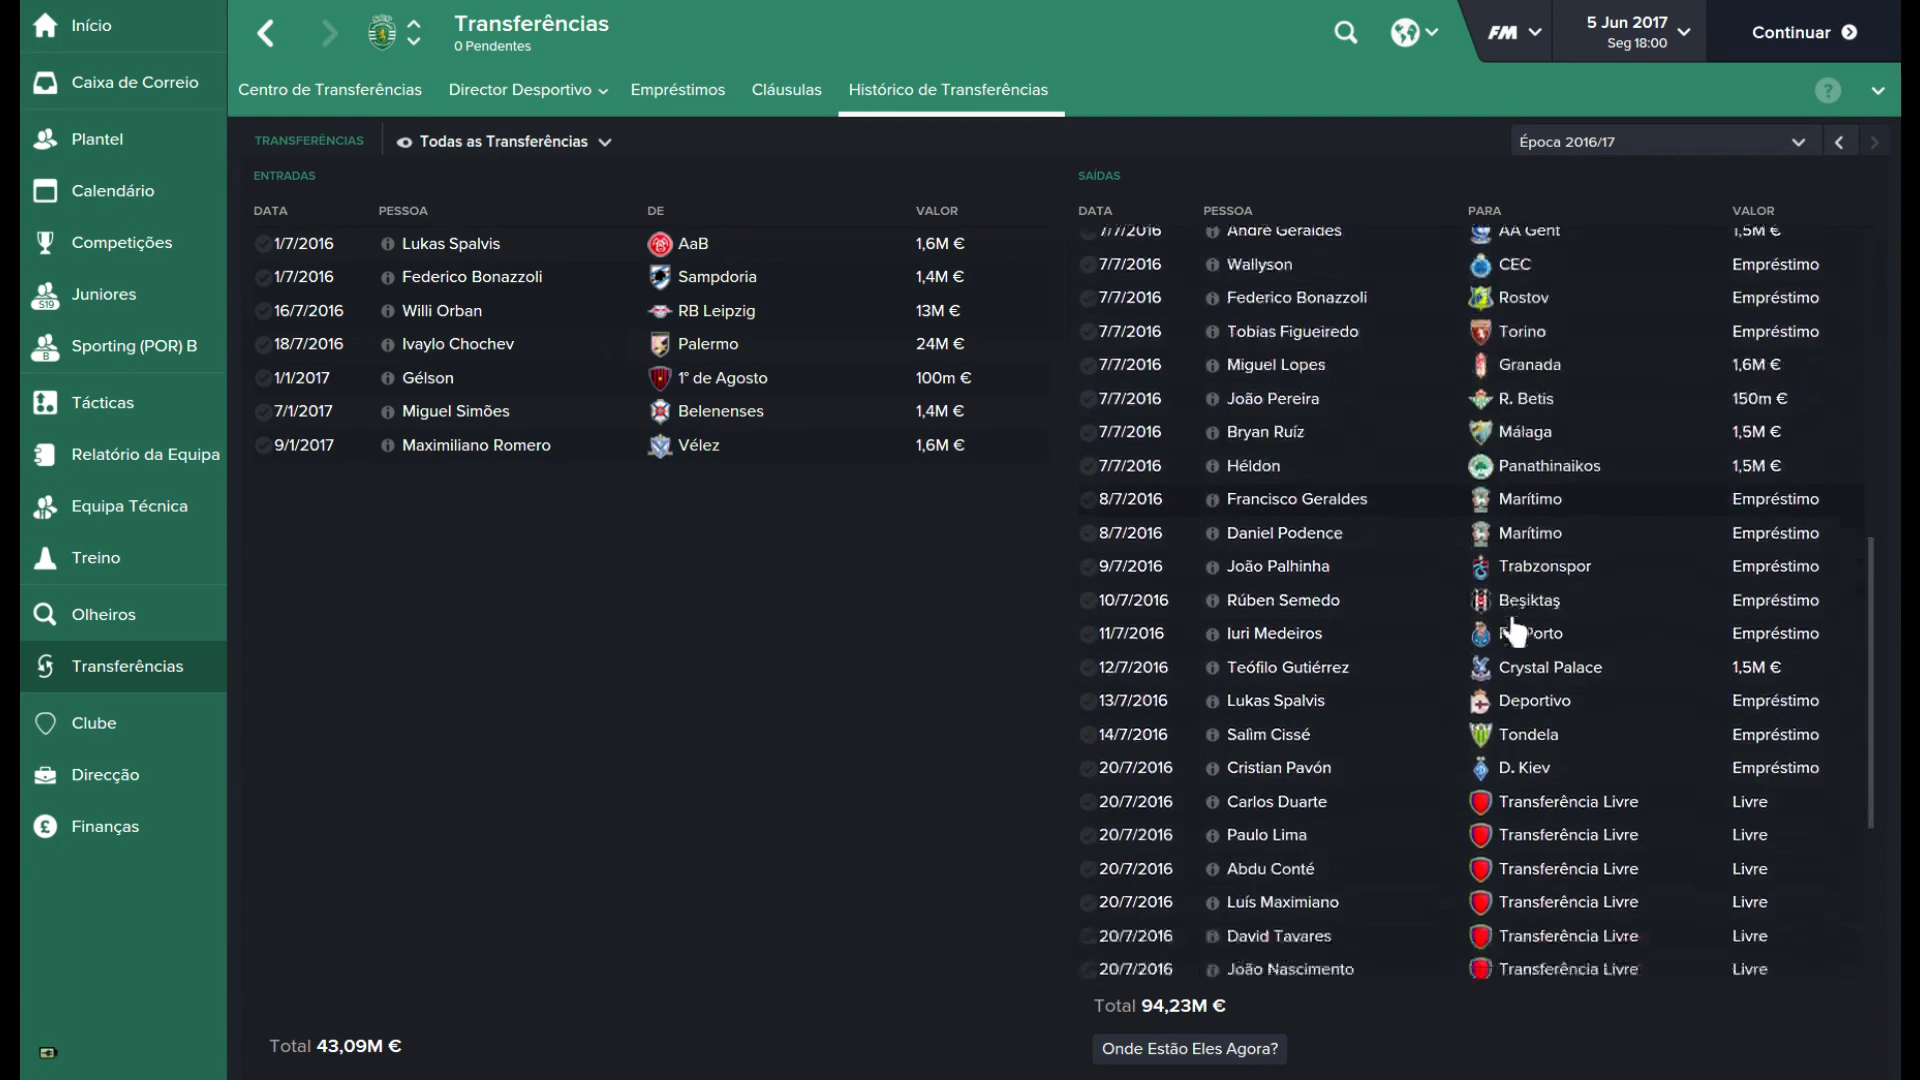 Início
Caixa de Correio
Plantel
Calendário
Competições
S19
Juniores
B
Sporting (POR) B
Tácticas
Relatório da Equipa
Equipa Técnica
Treino
Olheiros
Transferências
Clube
Direcção
Finanças
Transferências
0 Pendentes
FM
5 Jun 2017
Seg 18:00
Continuar
Centro de Transferências Director Desportivo Empréstimos Cláusulas Histórico de Transferências
?
TRANSFERÊNCIAS Todas as Transferências
Época 2016/17
ENTRADAS
DATA PESSOA DE VALOR
1/7/2016 Lukas Spalvis AaB 1,6M €
1/7/2016 Federico Bonazzoli Sampdoria 1,4M €
16/7/2016 Willi Orban RB Leipzig 13M €
18/7/2016 Ivaylo Chochev Palermo 24M €
1/1/2017 Gélson 1º de Agosto 100m €
7/1/2017 Miguel Simões Belenenses 1,4M €
9/1/2017 Maximiliano Romero Vélez 1,6M €
Total 43,09M €
SAÍDAS
DATA PESSOA PARA VALOR
7/7/2016 André Geraldes AA Gent 1,5M €
7/7/2016 Wallyson CEC Empréstimo
7/7/2016 Federico Bonazzoli Rostov Empréstimo
7/7/2016 Tobias Figueiredo Torino Empréstimo
7/7/2016 Miguel Lopes Granada 1,6M €
7/7/2016 João Pereira R. Betis 150m €
7/7/2016 Bryan Ruíz Málaga 1,5M €
7/7/2016 Héldon Panathinaikos 1,5M €
8/7/2016 Francisco Geraldes Marítimo Empréstimo
8/7/2016 Daniel Podence Marítimo Empréstimo
9/7/2016 João Palhinha Trabzonspor Empréstimo
10/7/2016 Rúben Semedo Beşiktaş Empréstimo
11/7/2016 Iuri Medeiros Porto Empréstimo
12/7/2016 Teófilo Gutiérrez Crystal Palace 1,5M €
13/7/2016 Lukas Spalvis Deportivo Empréstimo
14/7/2016 Salim Cissé Tondela Empréstimo
20/7/2016 Cristian Pavón D. Kiev Empréstimo
20/7/2016 Carlos Duarte Transferência Livre Livre
20/7/2016 Paulo Lima Transferência Livre Livre
20/7/2016 Abdu Conté Transferência Livre Livre
20/7/2016 Luís Maximiano Transferência Livre Livre
20/7/2016 David Tavares Transferência Livre Livre
20/7/2016 João Nascimento Transferência Livre Livre
Total 94,23M €
Onde Estão Eles Agora?